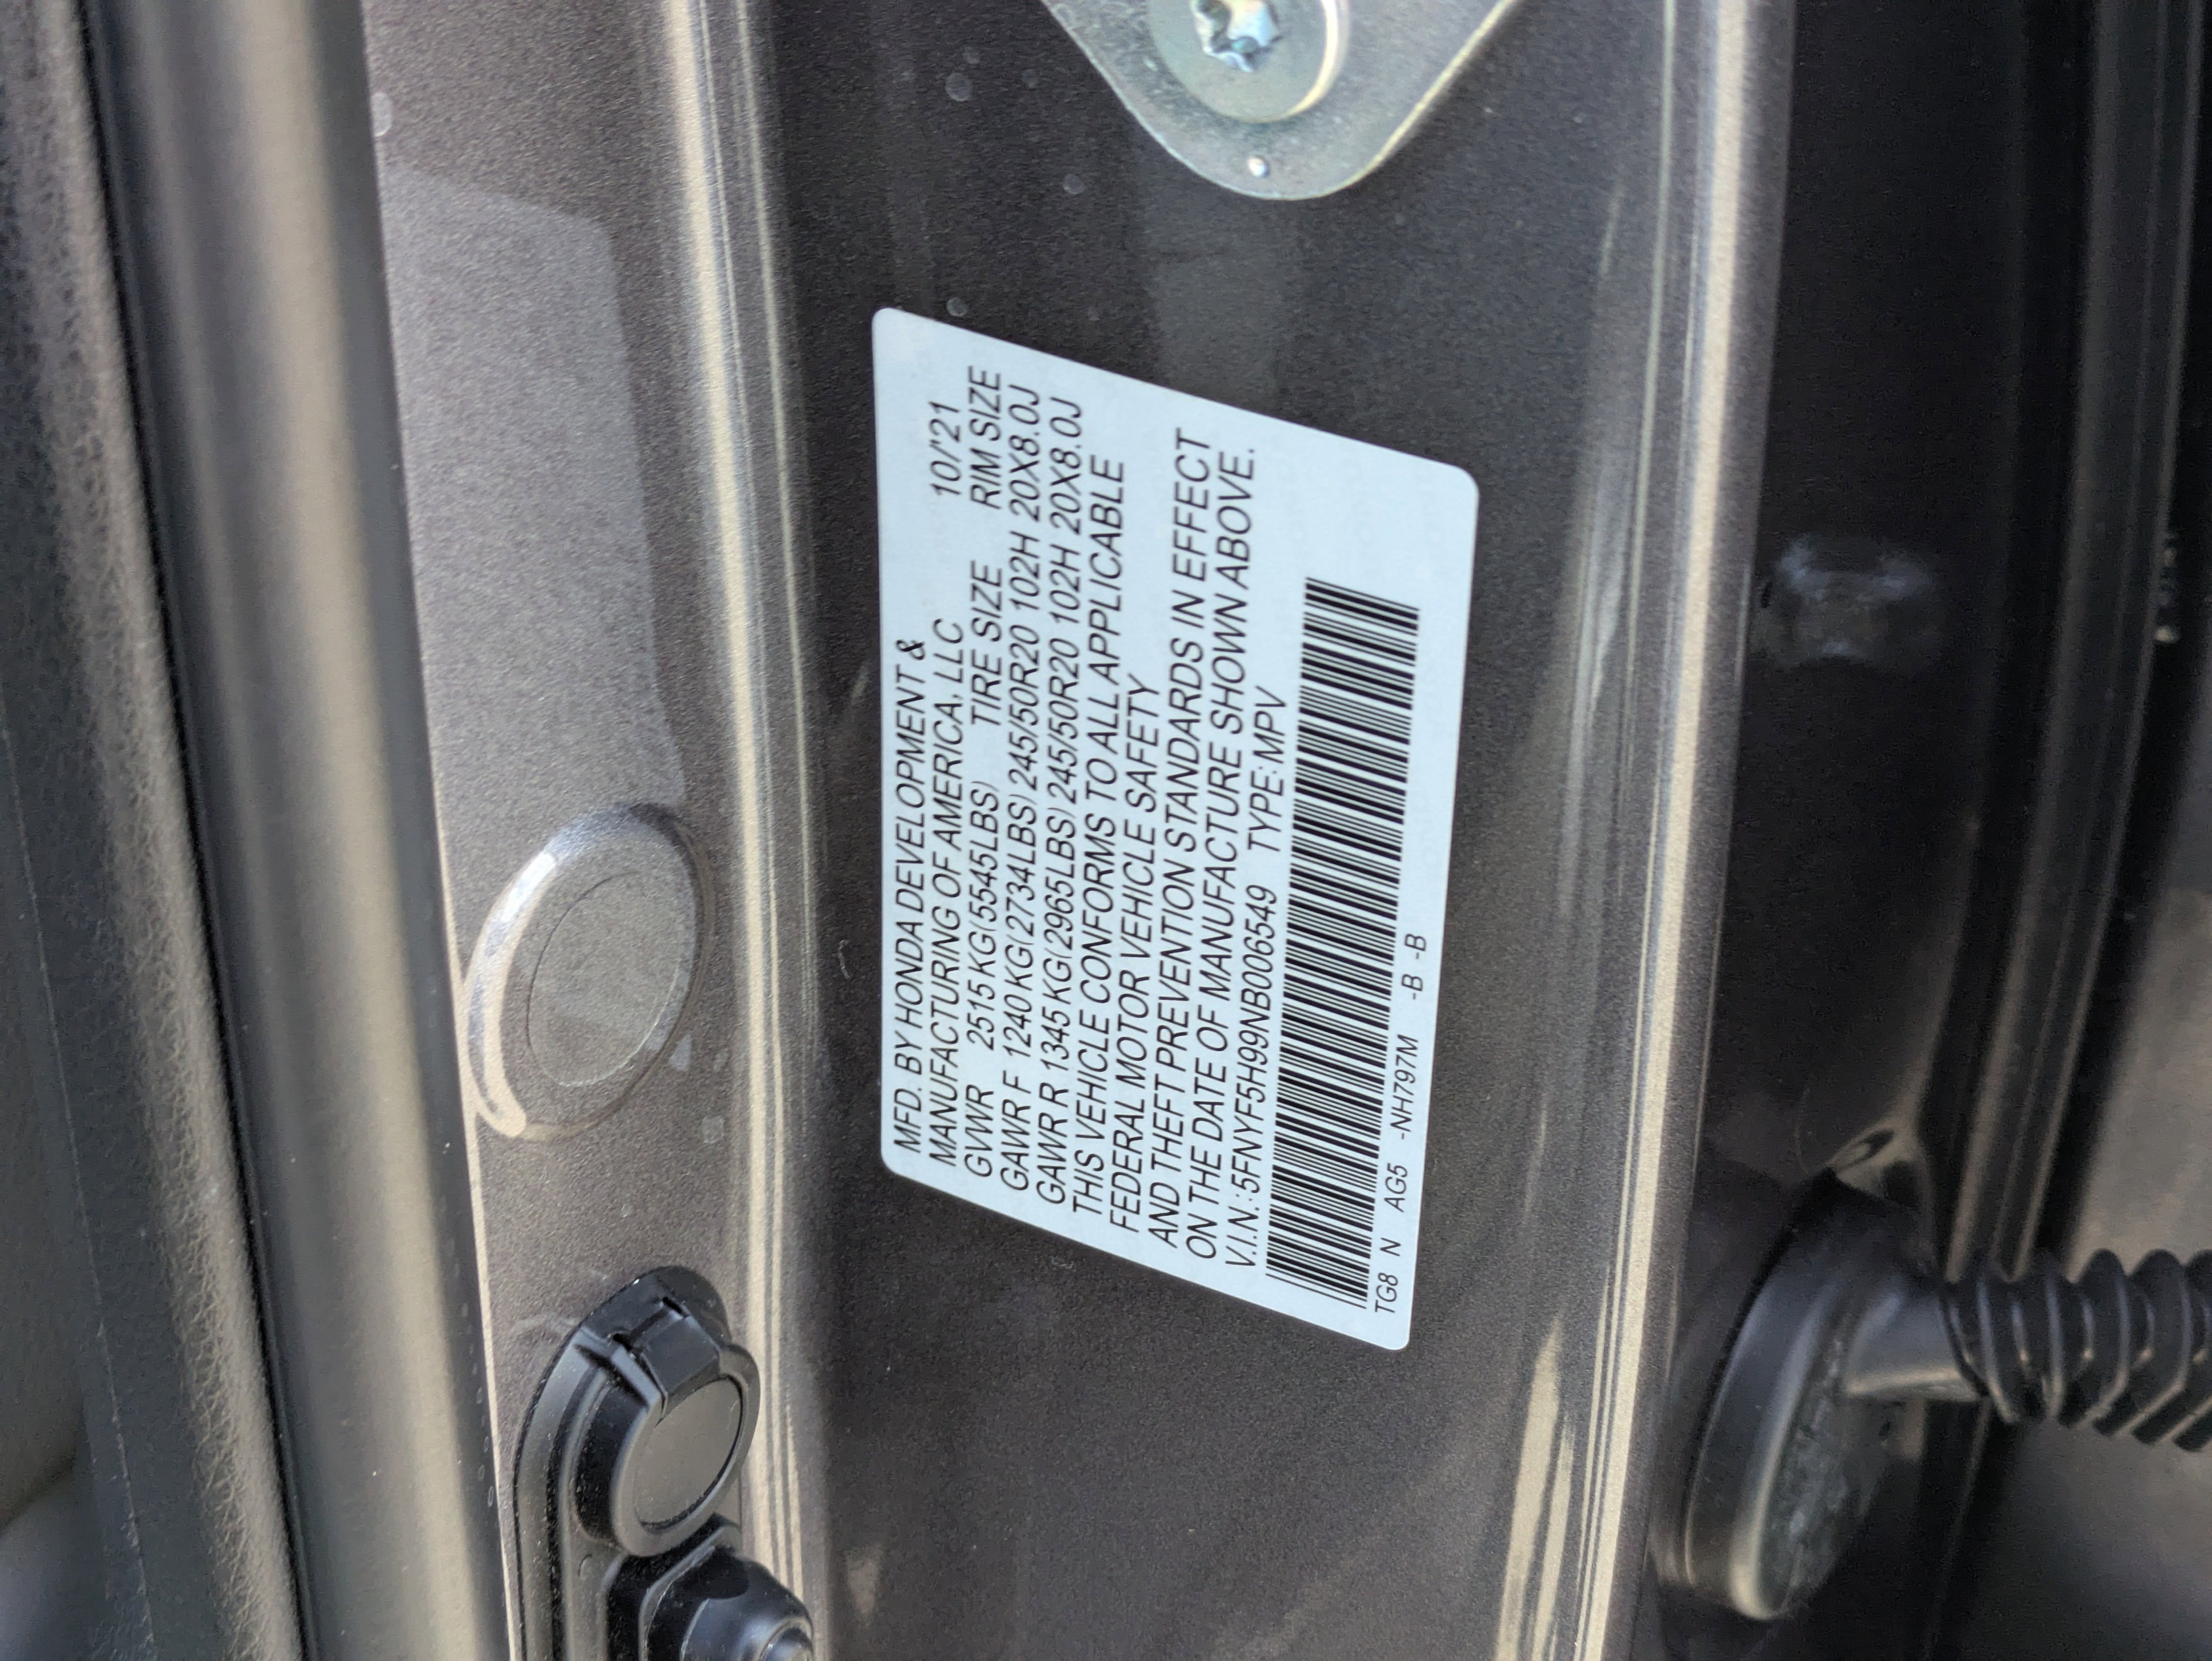 MFD. BY HONDA DEVELOPMENT &
MANUFACTURING OF AMERICA, LLC 10/'21
GVWR 2515 KG(5545LBS) TIRE SIZE RIM SIZE
GAWR F 1240 KG(2734LBS) 245/50R20 102H 20X8.0J
GAWR R 1345 KG(2965LBS) 245/50R20 102H 20X8.0J
THIS VEHICLE CONFORMS TO ALL APPLICABLE
FEDERAL MOTOR VEHICLE SAFETY
AND THEFT PREVENTION STANDARDS IN EFFECT
ON THE DATE OF MANUFACTURE SHOWN ABOVE.
V.I.N.:5FNYF5H99NB006549 TYPE:MPV
TG8 N AG5 -NH797M -B -B